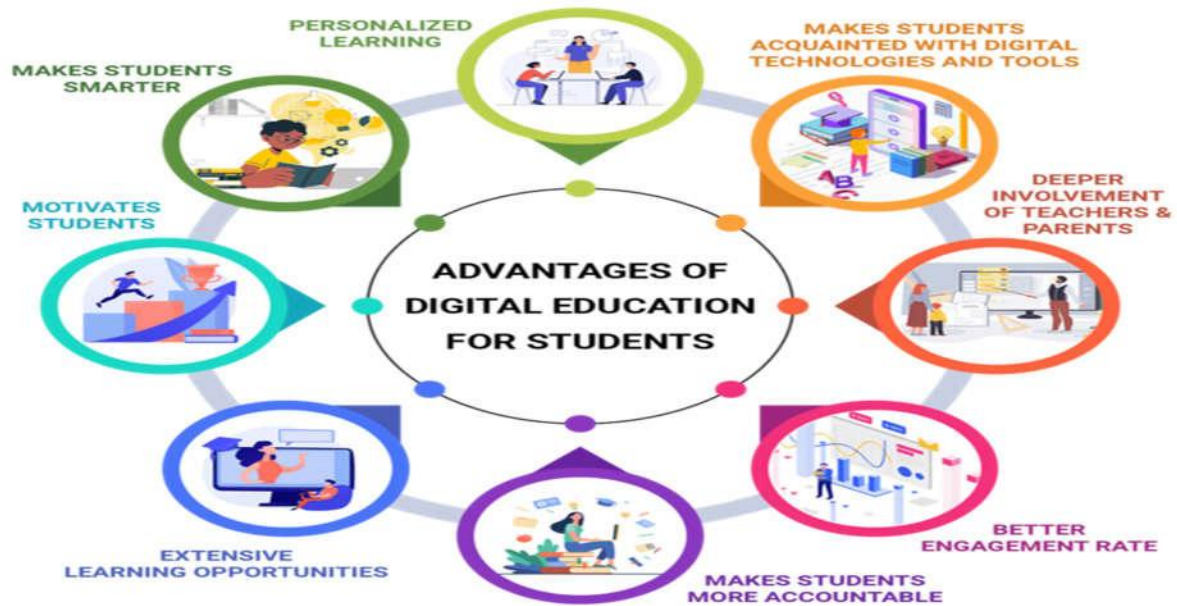 ADVANTAGES OF
DIGITAL EDUCATION
FOR STUDENTS
PERSONALIZED
LEARNING
MAKES STUDENTS
ACQUAINTED WITH DIGITAL
TECHNOLOGIES AND TOOLS
DEEPER
INVOLVEMENT
OF TEACHERS &
PARENTS
BETTER
ENGAGEMENT RATE
MAKES STUDENTS
MORE ACCOUNTABLE
EXTENSIVE
LEARNING OPPORTUNITIES
MOTIVATES
STUDENTS
MAKES STUDENTS
SMARTER
AB